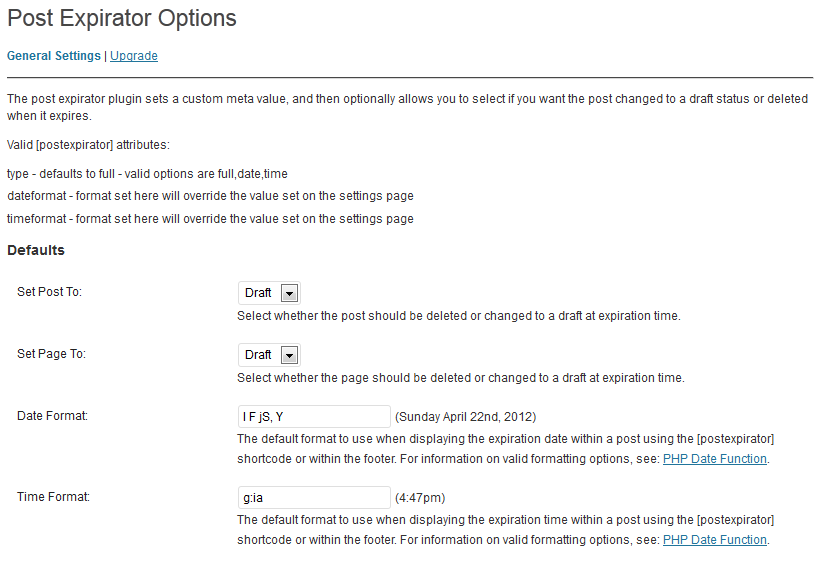 Post Expirator Options
General Settings | Upgrade
The post expirator plugin sets a custom meta value, and then optionally allows you to select if you want the post changed to a draft status or deleted
when it expires.
Valid [postexpirator] attributes:
type - defaults to full - valid options are full,date,time
dateformat - format set here will override the value set on the settings page
timeformat - format set here will override the value set on the settings page
Defaults
Set Post To: Draft
Select whether the post should be deleted or changed to a draft at expiration time.
Set Page To: Draft
Select whether the page should be deleted or changed to a draft at expiration time.
Date Format: l F jS, Y (Sunday April 22nd, 2012)
The default format to use when displaying the expiration date within a post using the [postexpirator]
shortcode or within the footer. For information on valid formatting options, see: PHP Date Function.
Time Format: g:ia (4:47pm)
The default format to use when displaying the expiration time within a post using the [postexpirator]
shortcode or within the footer. For information on valid formatting options, see: PHP Date Function.